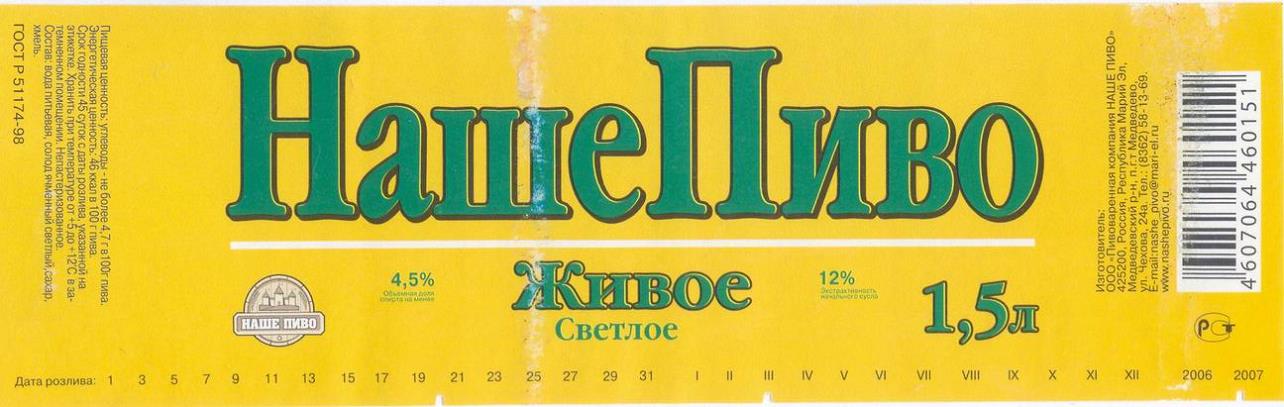 Пищевая ценность: углеводы - не более 4,7 г в100г пива.
Энергетическая ценность: 46 ккал в 100 г пива.
Срок годности 45 суток с даты розлива, указанной на
этикетке. Хранить при температуре от +5 до +12°С в за-
темненном помещении. Непастеризованное.
Состав: вода питьевая, солод ячменный светлый,сахар,
хмель.
ГОСТ Р 51174-98
НашеПиво
Живое
Светлое
4,5%
Объемная доля
спирта не менее
12%
Экстрактивность
начального сусла
1,5л
НАШЕ ПИВО
Изготовитель:
ООО «Пивоваренная компания НАШЕ ПИВО»
425200, Россия, Республика Марий Эл,
Медведевский р-н, п.г.т Медведево,
ул. Чехова, 24а. Тел.: (8362) 58-13-69.
E-mail:nashe_pivo@mari-el.ru
www.nashepivo.ru
4 607064 460151
РСТ
Дата розлива: 1 3 5 7 9 11 13 15 17 19 21 23 25 27 29 31 I II III IV V VI VII VIII IX X XI XII 2006 2007